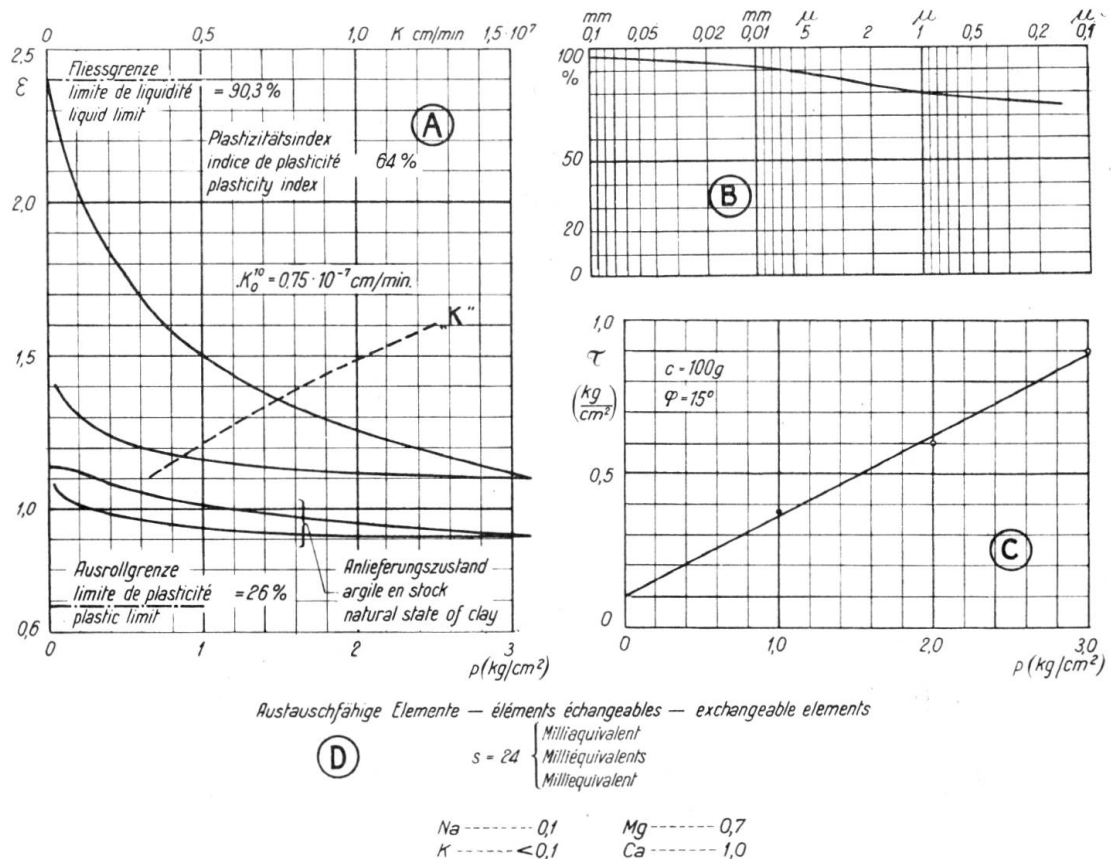 0 0,5 1,0 K cm/min 1,5·10⁷
2,5
ε
2,0
1,5
1,0
0,6
Fliessgrenze
limite de liquidité = 90,3 %
liquid limit
A
Plastizitätsindex
indice de plasticité 64 %
plasticity index
K₀¹⁰ = 0,75 · 10⁻⁷ cm/min.
„K“
Ausrollgrenze
limite de plasticité = 26 %
plastic limit
Anlieferungszustand
argile en stock
natural state of clay
0 1 2 3
p (kg/cm²)
mm mm μ μ μ
0,1 0,05 0,02 0,01 5 2 1 0,5 0,2 0,1
100
%
50
20
0
B
1,0
τ
(kg/cm²)
0,5
0
c = 100g
φ = 15°
C
0 1,0 2,0 3,0
p (kg/cm²)
Austauschfähige Elemente — éléments échangeables — exchangeable elements
D
s = 24
Milliaquivalent
Milliéquivalents
Milliequivalent
Na ------- 0,1 Mg ------- 0,7
K ------- < 0,1 Ca ------- 1,0